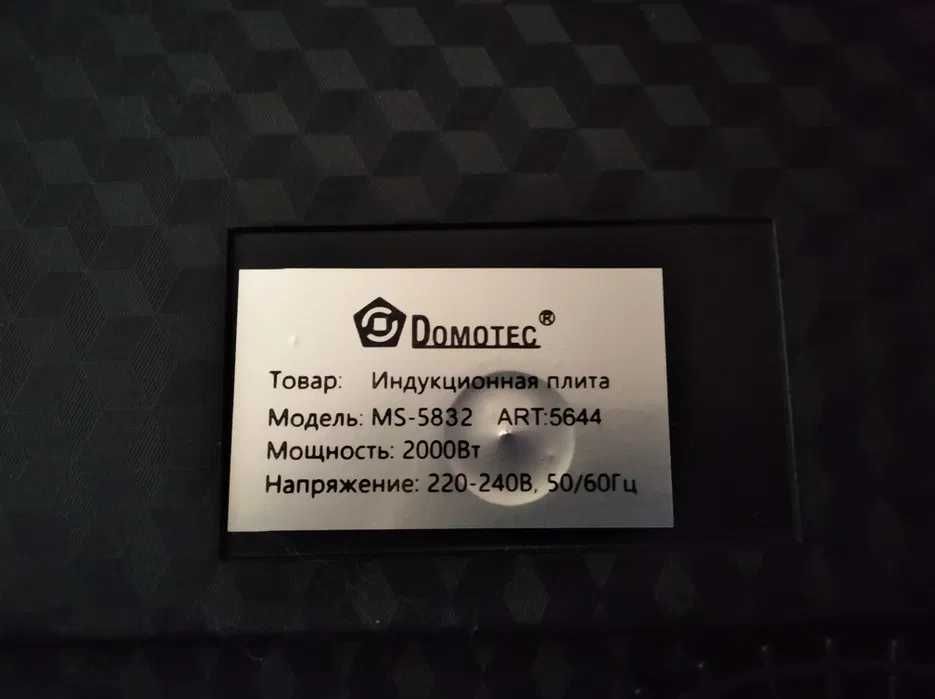 DOMOTEC®
Товар: Индукционная плита
Модель: MS-5832 ART:5644
Мощность: 2000Вт
Напряжение: 220-240В, 50/60Гц